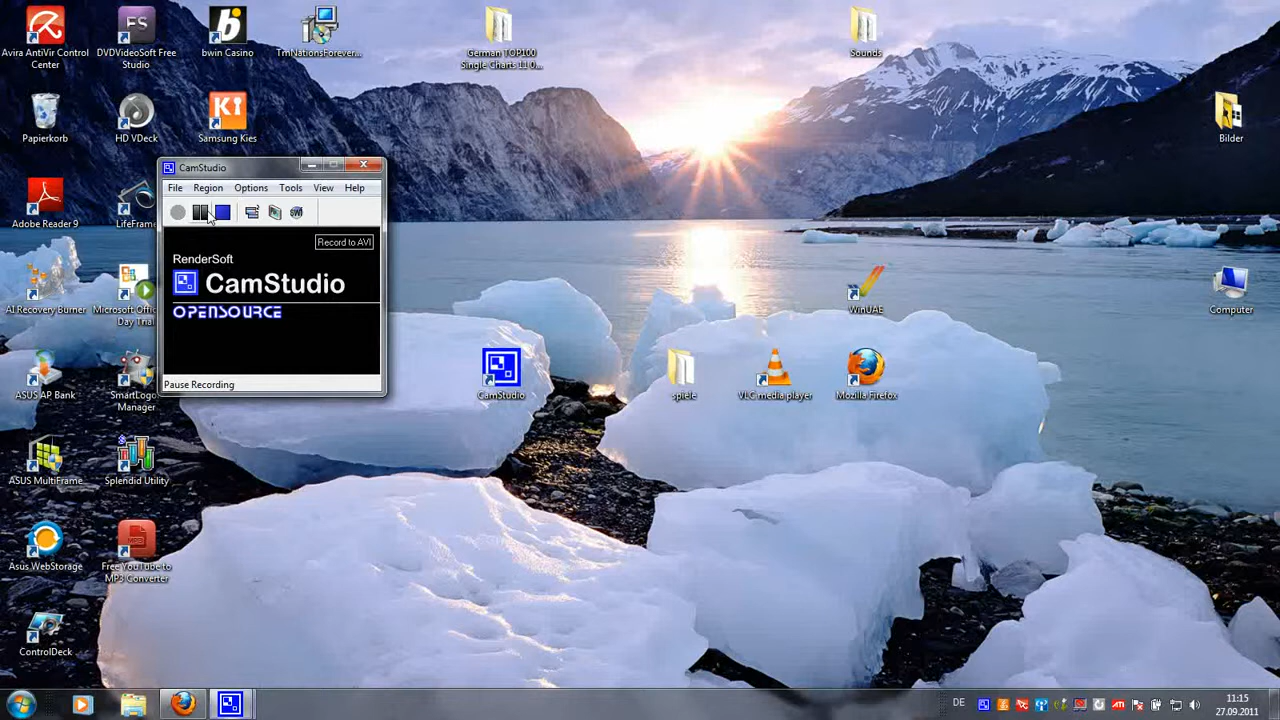 Avira AntiVir Control
Center
DVDVideoSoft Free
Studio
bwin Casino
TmNationsForever...
German TOP100
Single Charts 11 0...
Sounds
Papierkorb
HD VDeck
Samsung Kies
Bilder
CamStudio
File Region Options Tools View Help
Record to AVI
RenderSoft
CamStudio
OPENSOURCE
Pause Recording
Adobe Reader 9
LifeFram
AI Recovery Burner
Microsoft Offi
Day Trial
WinUAE
Computer
ASUS AP Bank
SmartLogo
Manager
CamStudio
spiele
VLC media player
Mozilla Firefox
ASUS MultiFrame
Splendid Utility
Asus WebStorage
Free YouTube to
MP3 Converter
ControlDeck
DE
11:15
27.09.2011